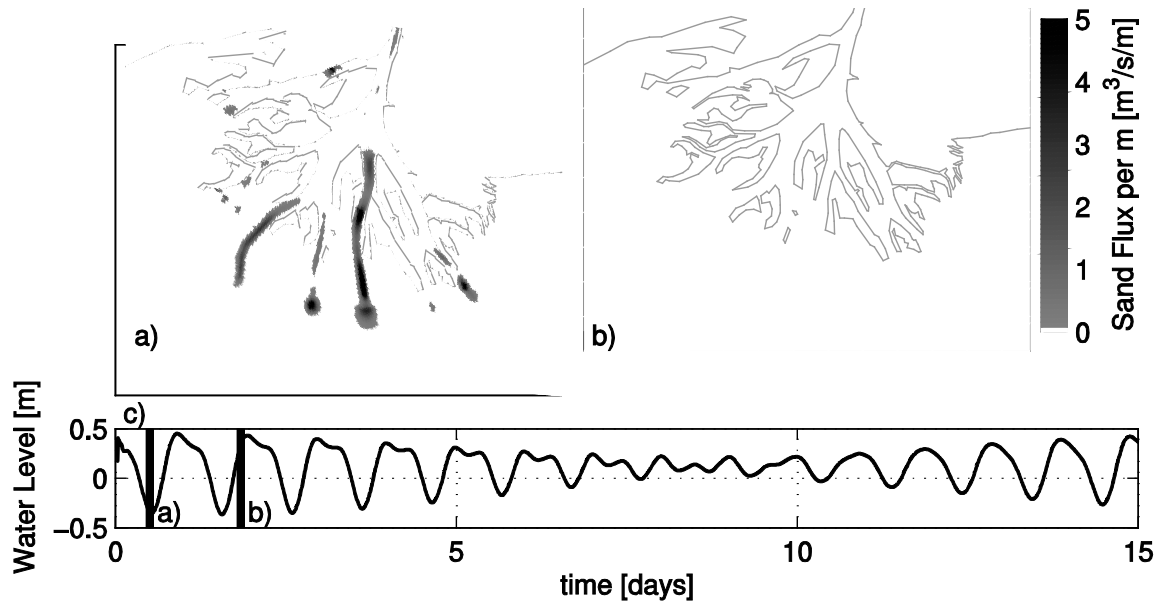 5
4
3
2
1
0
Sand Flux per m [m³/s/m]
a)
b)
c)
Water Level [m]
0.5
0
−0.5
a)
b)
0
5
10
15
time [days]